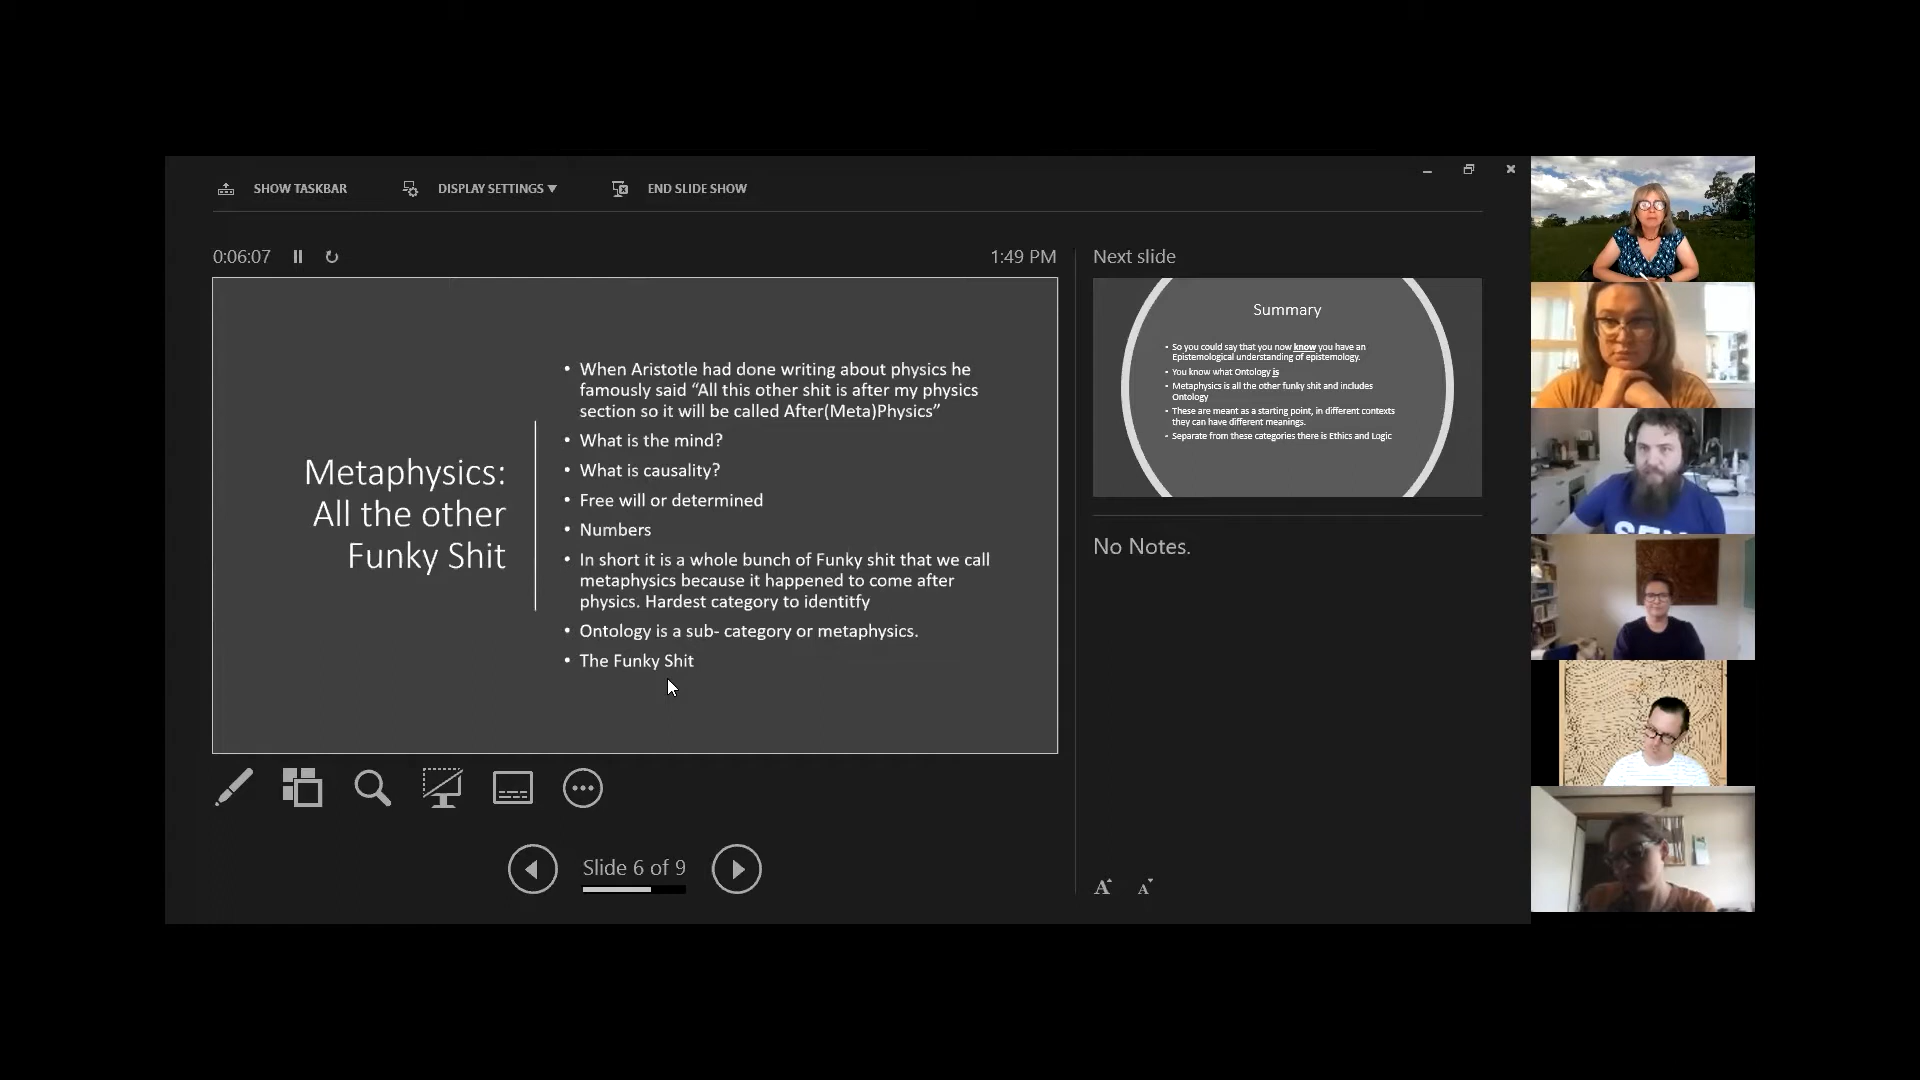 SHOW TASKBAR
DISPLAY SETTINGS ▼
END SLIDE SHOW
0:06:07
1:49 PM
Metaphysics:
All the other
Funky Shit
• When Aristotle had done writing about physics he
famously said “All this other shit is after my physics
section so it will be called After(Meta)Physics”
• What is the mind?
• What is causality?
• Free will or determined
• Numbers
• In short it is a whole bunch of Funky shit that we call
metaphysics because it happened to come after
physics. Hardest category to identitfy
• Ontology is a sub- category or metaphysics.
• The Funky Shit
Slide 6 of 9
Next slide
Summary
• So you could say that you now know you have an
Epistemological understanding of epistemology.
• You know what Ontology is
• Metaphysics is all the other funky shit and includes
Ontology
• These are meant as a starting point, in different contexts
they can have different meanings.
• Separate from these categories there is Ethics and Logic
No Notes.
A A